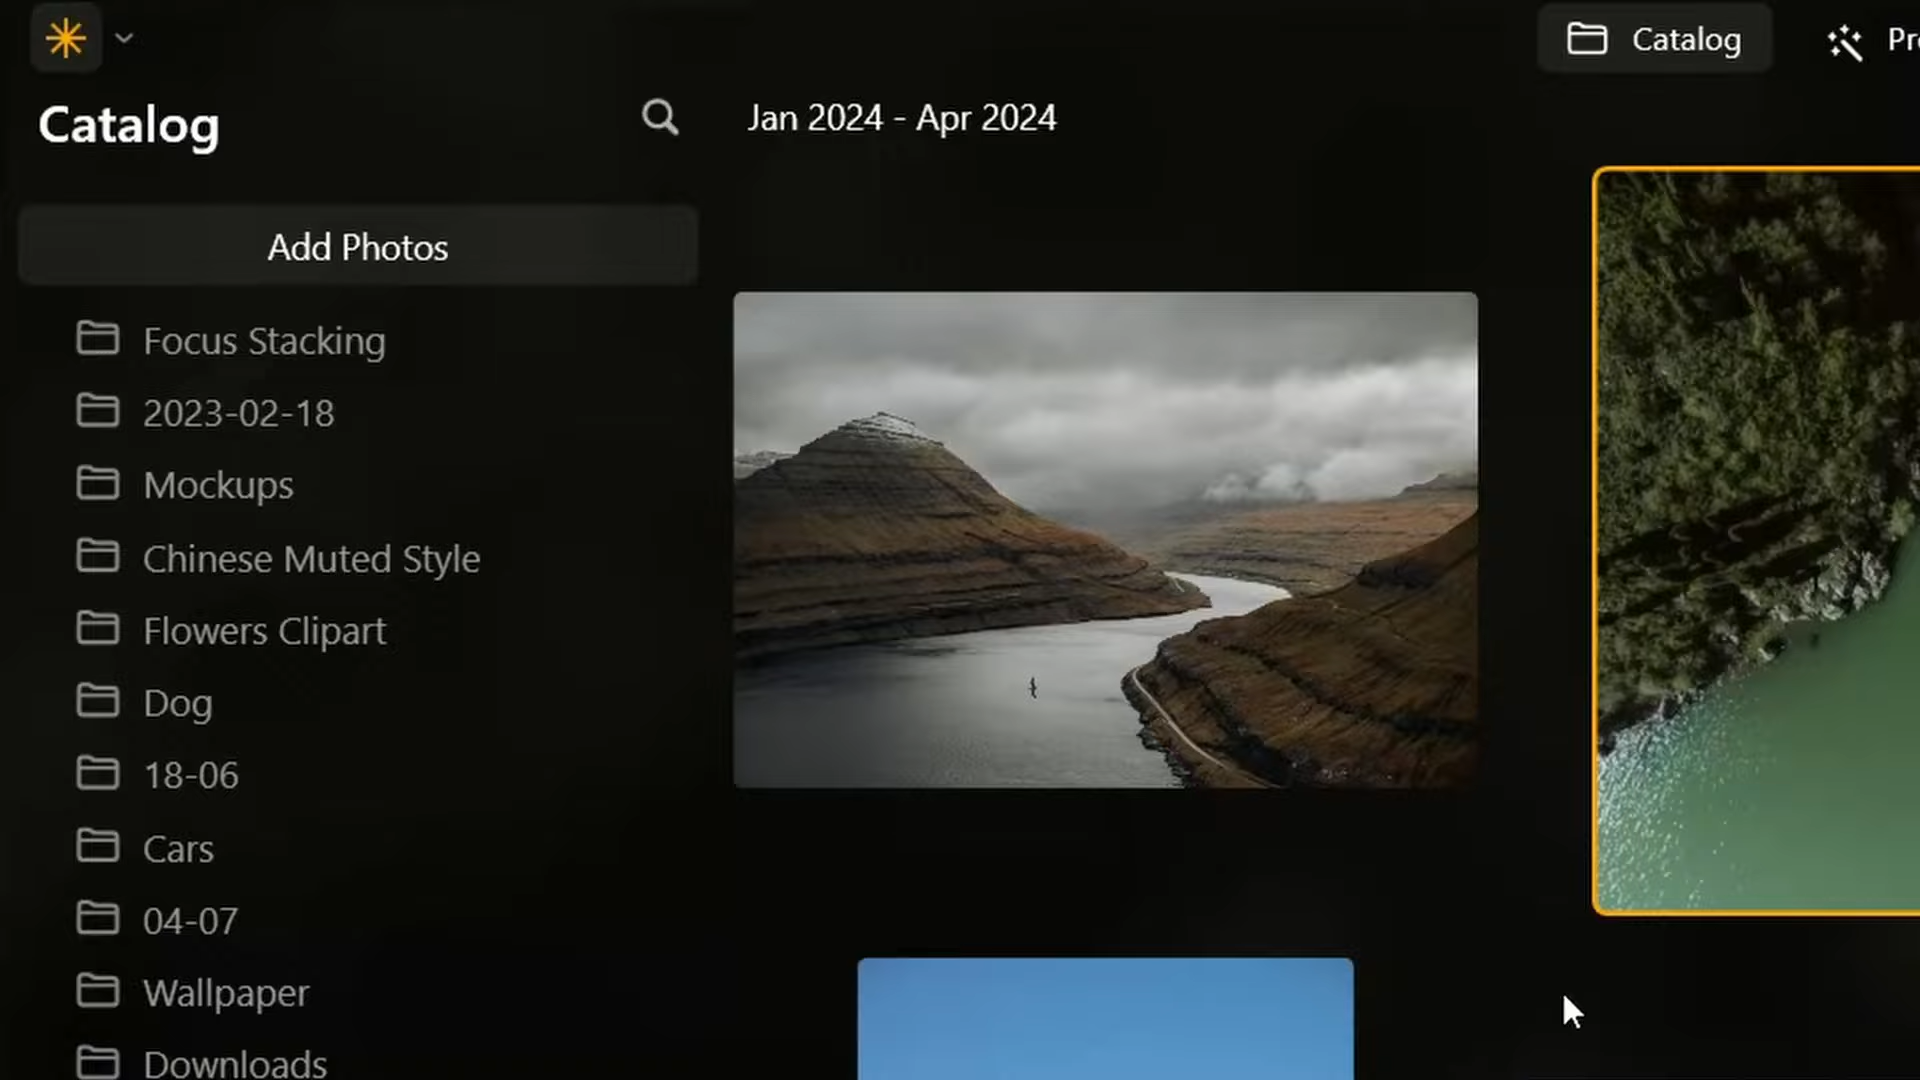 Catalog
Pr
Catalog
Jan 2024 - Apr 2024
Add Photos
Focus Stacking
2023-02-18
Mockups
Chinese Muted Style
Flowers Clipart
Dog
18-06
Cars
04-07
Wallpaper
Downloads